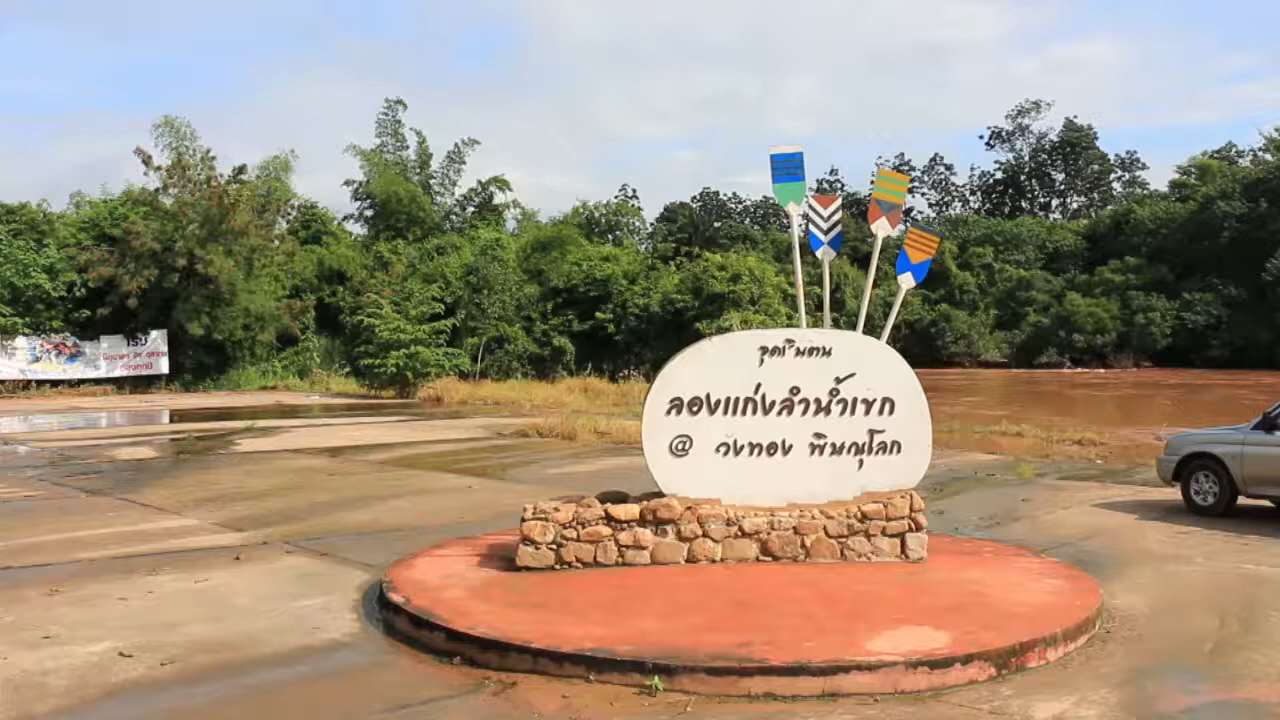 จุดเริ่มต้น
ล่องแก่งลำน้ำเข็ก
@ วังทอง พิษณุโลก